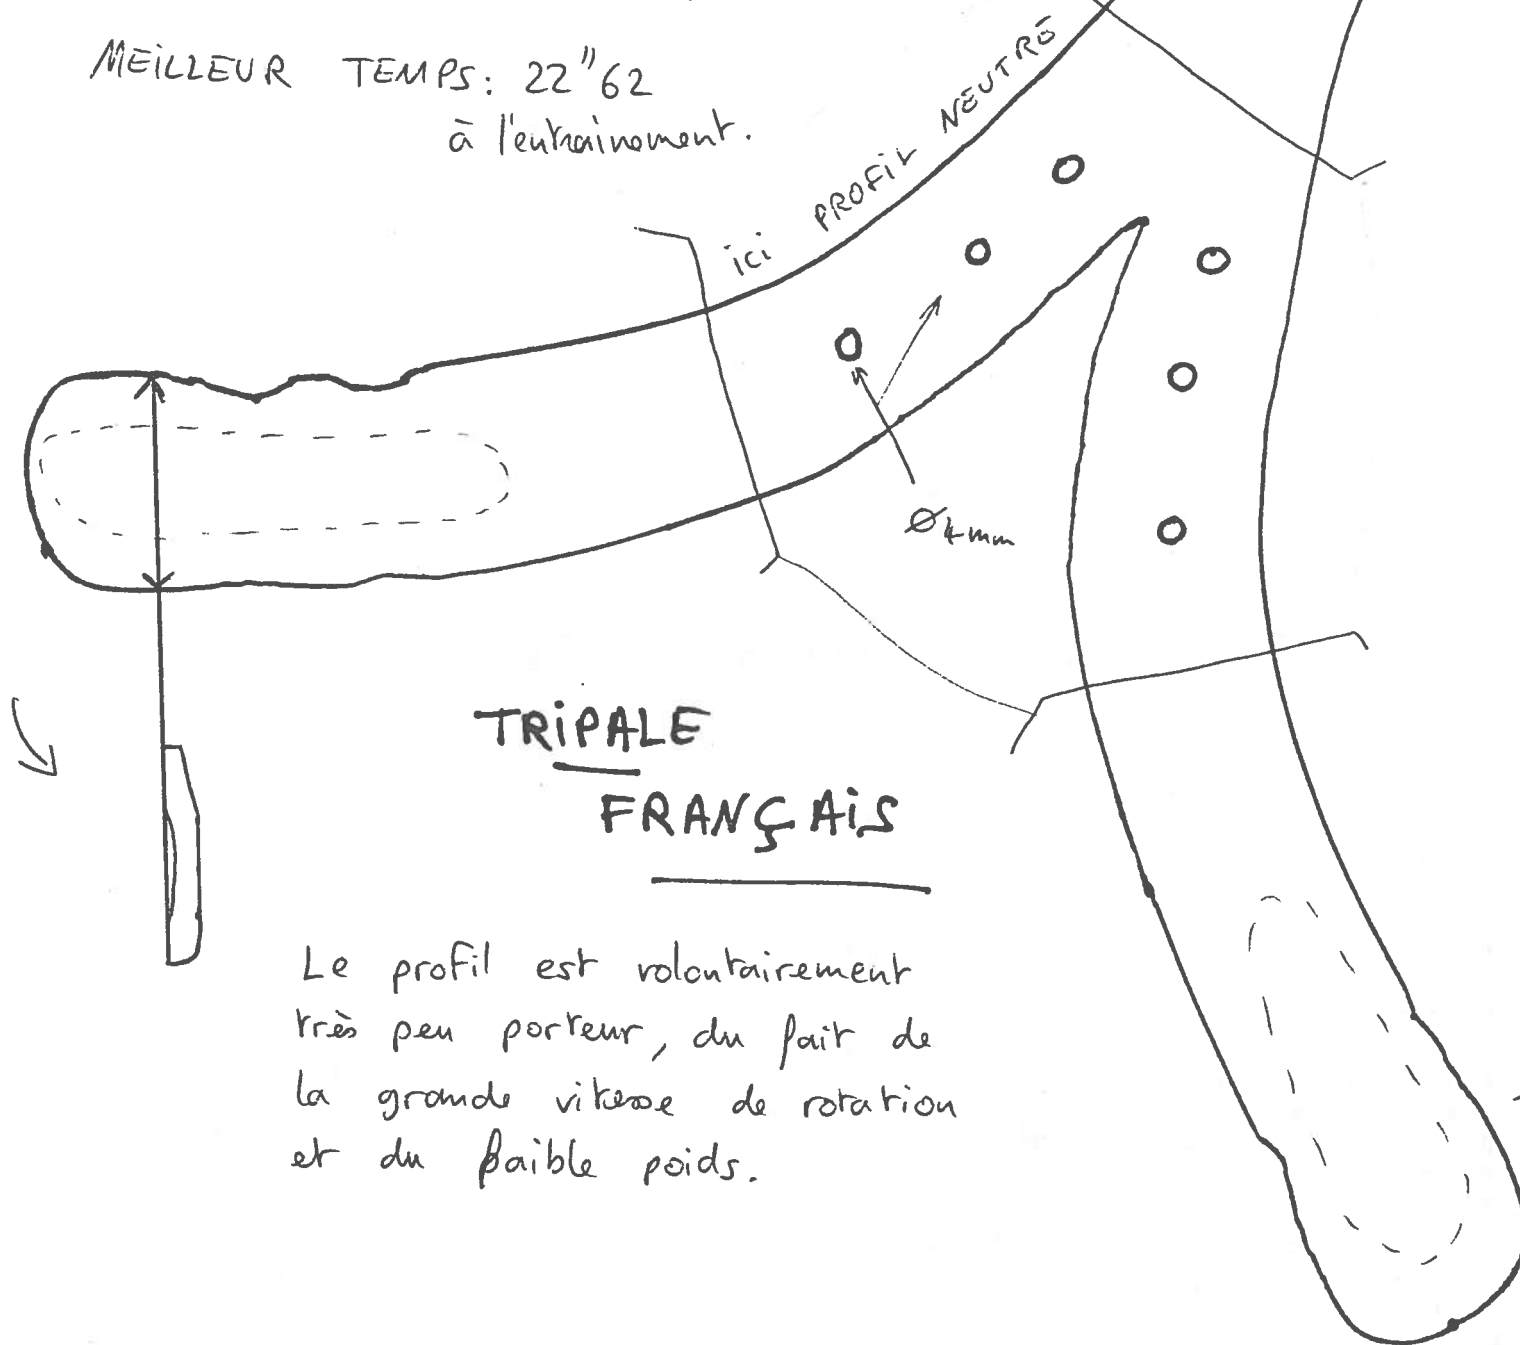 MEILLEUR TEMPS: 22"62
à l'entrainement.
ici PROFIL NEUTRE
Ø4mm
TRIPALE
FRANÇAIS
Le profil est volontairement
très peu porteur, du fait de
la grande vitesse de rotation
et du faible poids.